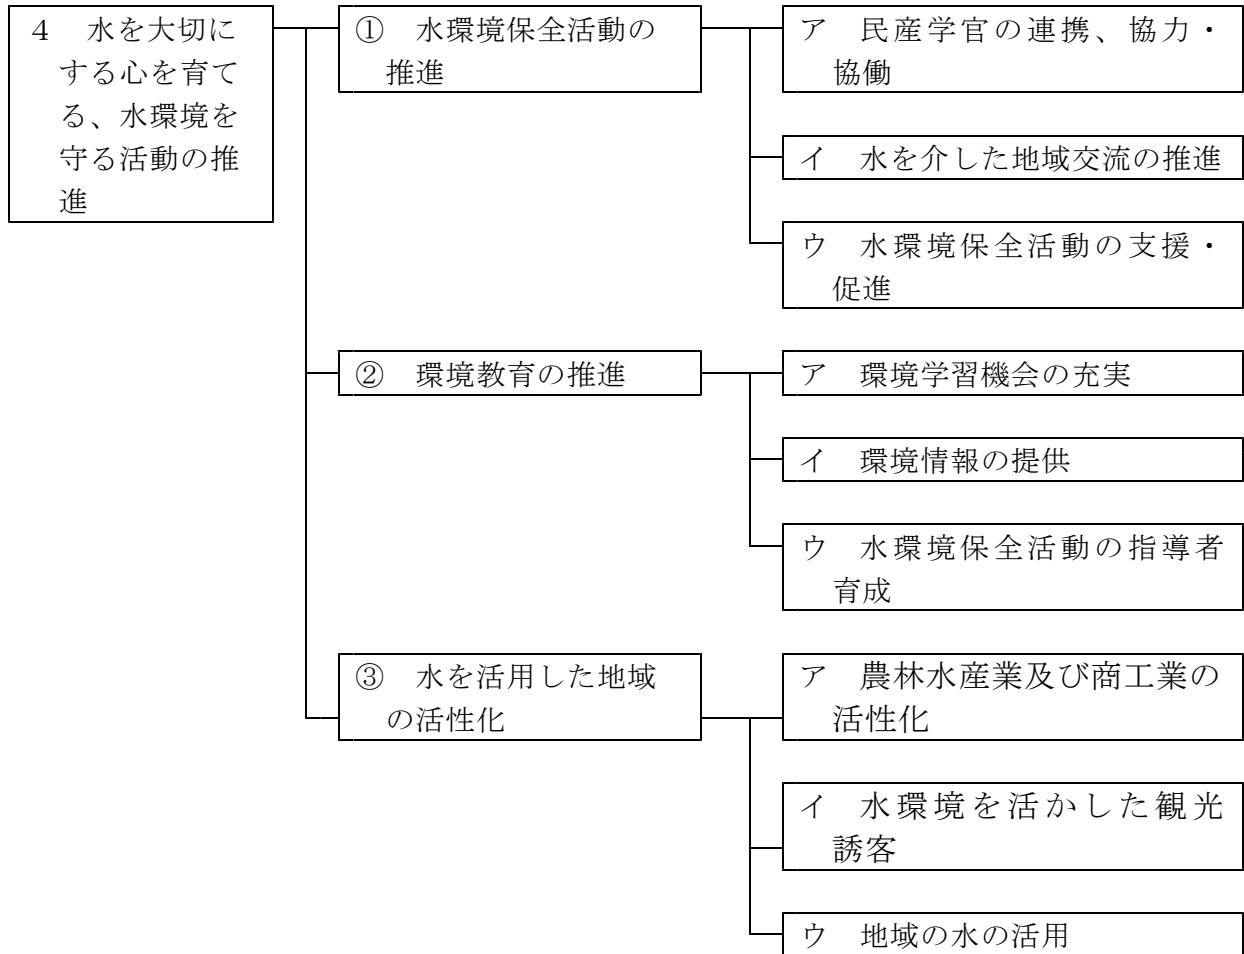 ４　水を大切に
する心を育て
る、水環境を
守る活動の推
進
①　水環境保全活動の
推進
ア　民産学官の連携、協力・
協働
イ　水を介した地域交流の推進
ウ　水環境保全活動の支援・
促進
②　環境教育の推進
ア　環境学習機会の充実
イ　環境情報の提供
ウ　水環境保全活動の指導者
育成
③　水を活用した地域
の活性化
ア　農林水産業及び商工業の
活性化
イ　水環境を活かした観光
誘客
ウ　地域の水の活用